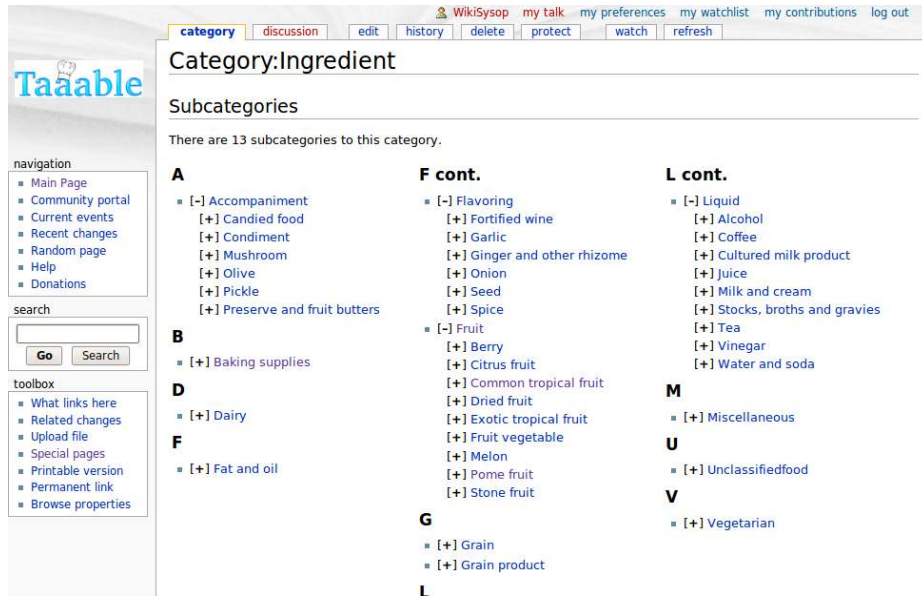 WikiSysop my talk my preferences my watchlist my contributions log out
category discussion edit history delete protect watch refresh
Taaable
Category:Ingredient
Subcategories
There are 13 subcategories to this category.
navigation
Main Page
Community portal
Current events
Recent changes
Random page
Help
Donations
search
Go Search
toolbox
What links here
Related changes
Upload file
Special pages
Printable version
Permanent link
Browse properties
A
[–] Accompaniment
[+] Candied food
[+] Condiment
[+] Mushroom
[+] Olive
[+] Pickle
[+] Preserve and fruit butters
B
[+] Baking supplies
D
[+] Dairy
F
[+] Fat and oil
F cont.
[–] Flavoring
[+] Fortified wine
[+] Garlic
[+] Ginger and other rhizome
[+] Onion
[+] Seed
[+] Spice
[–] Fruit
[+] Berry
[+] Citrus fruit
[+] Common tropical fruit
[+] Dried fruit
[+] Exotic tropical fruit
[+] Fruit vegetable
[+] Melon
[+] Pome fruit
[+] Stone fruit
G
[+] Grain
[+] Grain product
L
L cont.
[–] Liquid
[+] Alcohol
[+] Coffee
[+] Cultured milk product
[+] Juice
[+] Milk and cream
[+] Stocks, broths and gravies
[+] Tea
[+] Vinegar
[+] Water and soda
M
[+] Miscellaneous
U
[+] Unclassifiedfood
V
[+] Vegetarian